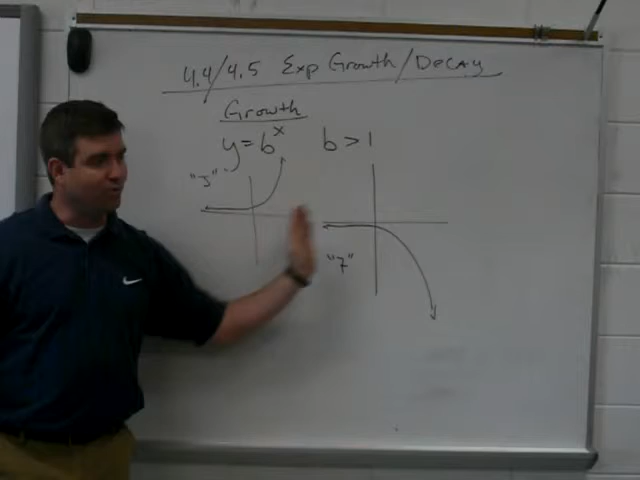 4.4/4.5 Exp Growth/Decay
Growth
y = b^x b > 1
"J"
"7"